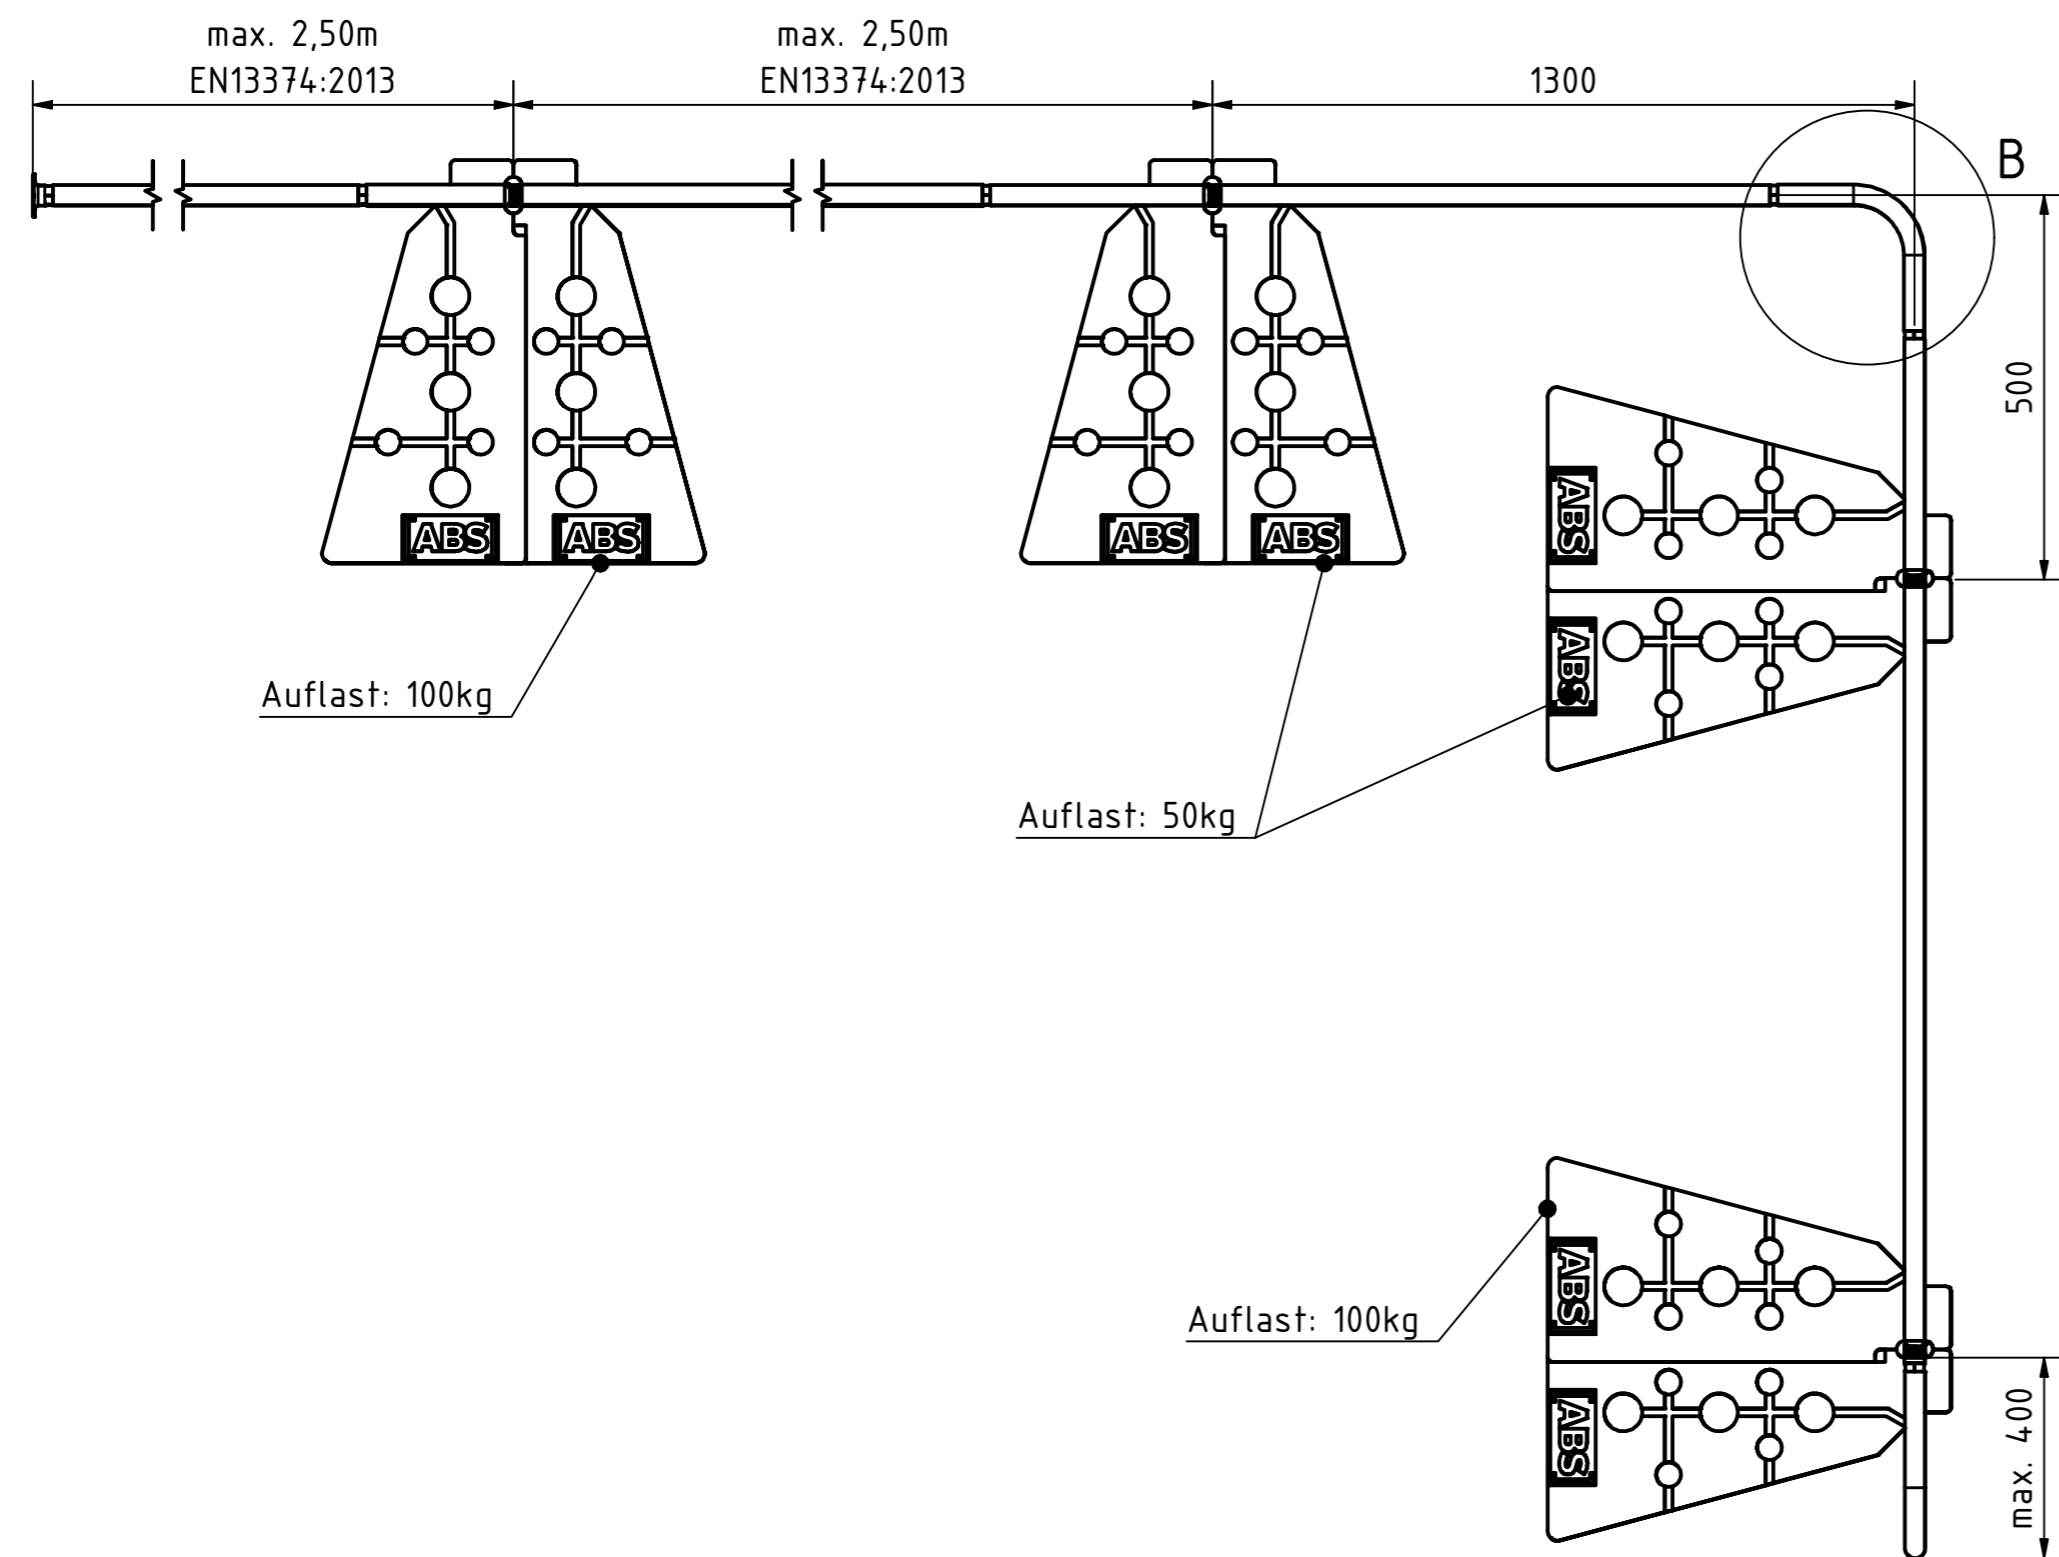 max. 2,50m
EN13374:2013
max. 2,50m
EN13374:2013
1300
B
500
ABS
ABS
ABS
ABS
ABS
ABS
Auflast: 100kg
Auflast: 50kg
ABS
Auflast: 100kg
ABS
max. 400